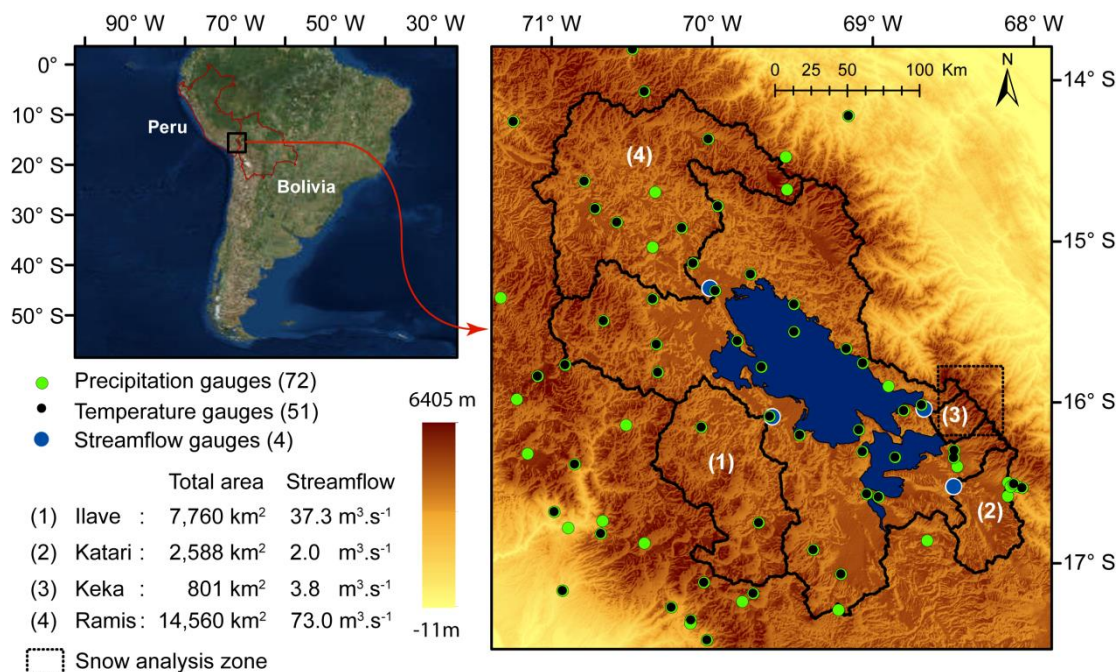 90° W 70° W 50° W 30° W
0°
10° S
20° S
30° S
40° S
50° S
Peru
Bolivia
71° W 70° W 69° W 68° W
14° S
15° S
16° S
17° S
0 25 50 100 Km
N
(4)
(3)
(1)
(2)
Precipitation gauges (72)
Temperature gauges (51)
Streamflow gauges (4)
6405 m
-11m
Total area Streamflow
(1) Ilave : 7,760 km² 37.3 m³.s⁻¹
(2) Katari : 2,588 km² 2.0 m³.s⁻¹
(3) Keka : 801 km² 3.8 m³.s⁻¹
(4) Ramis : 14,560 km² 73.0 m³.s⁻¹
Snow analysis zone